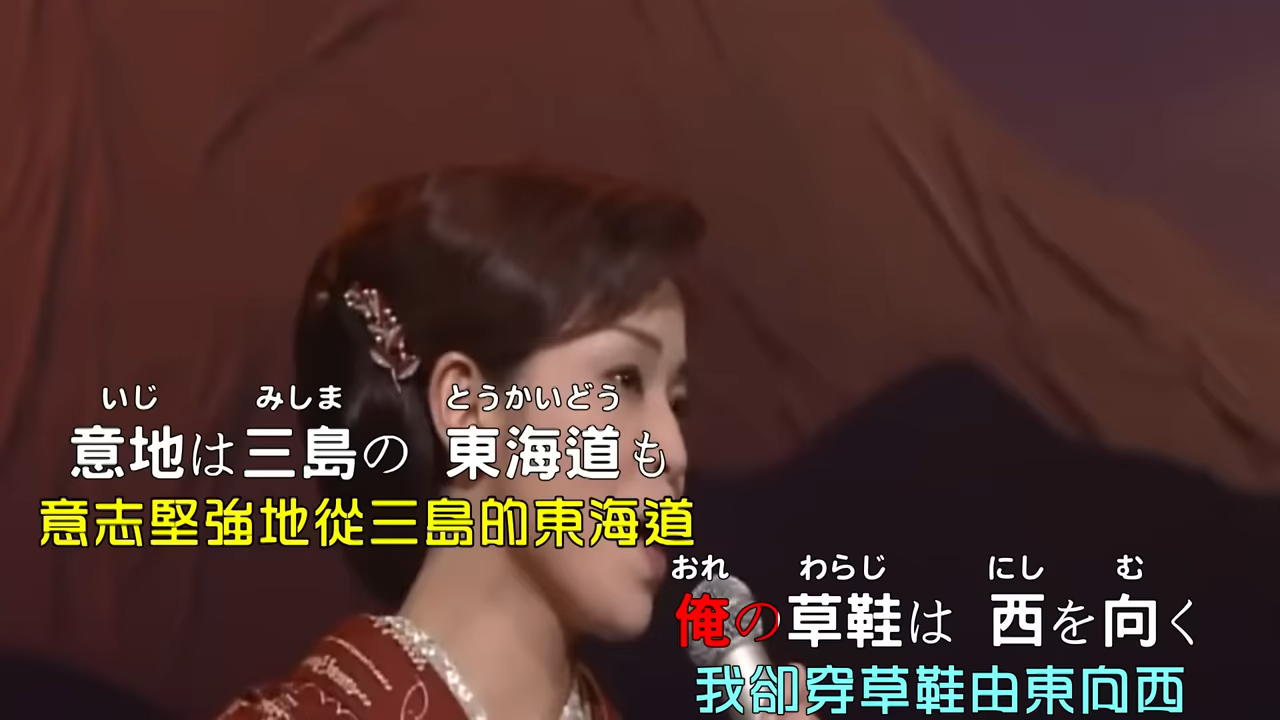 いじ みしま とうかいどう
意地は三島の 東海道も
意志堅強地從三島的東海道
おれ わらじ にし む
俺の草鞋は 西を向く
我卻穿草鞋由東向西